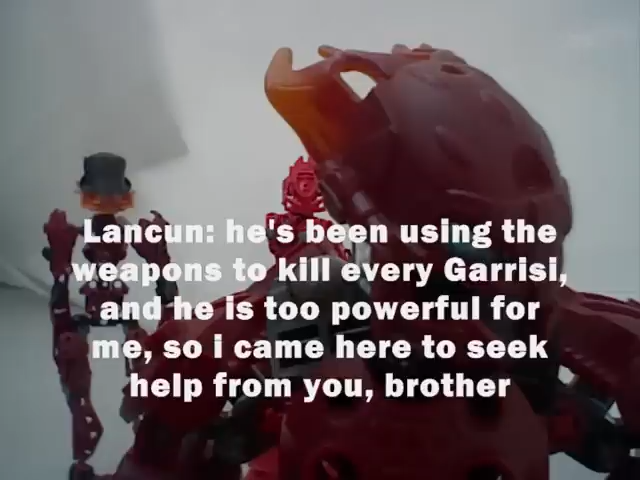 Lancun: he's been using the
weapons to kill every Garrisi,
and he is too powerful for
me, so i came here to seek
help from you, brother